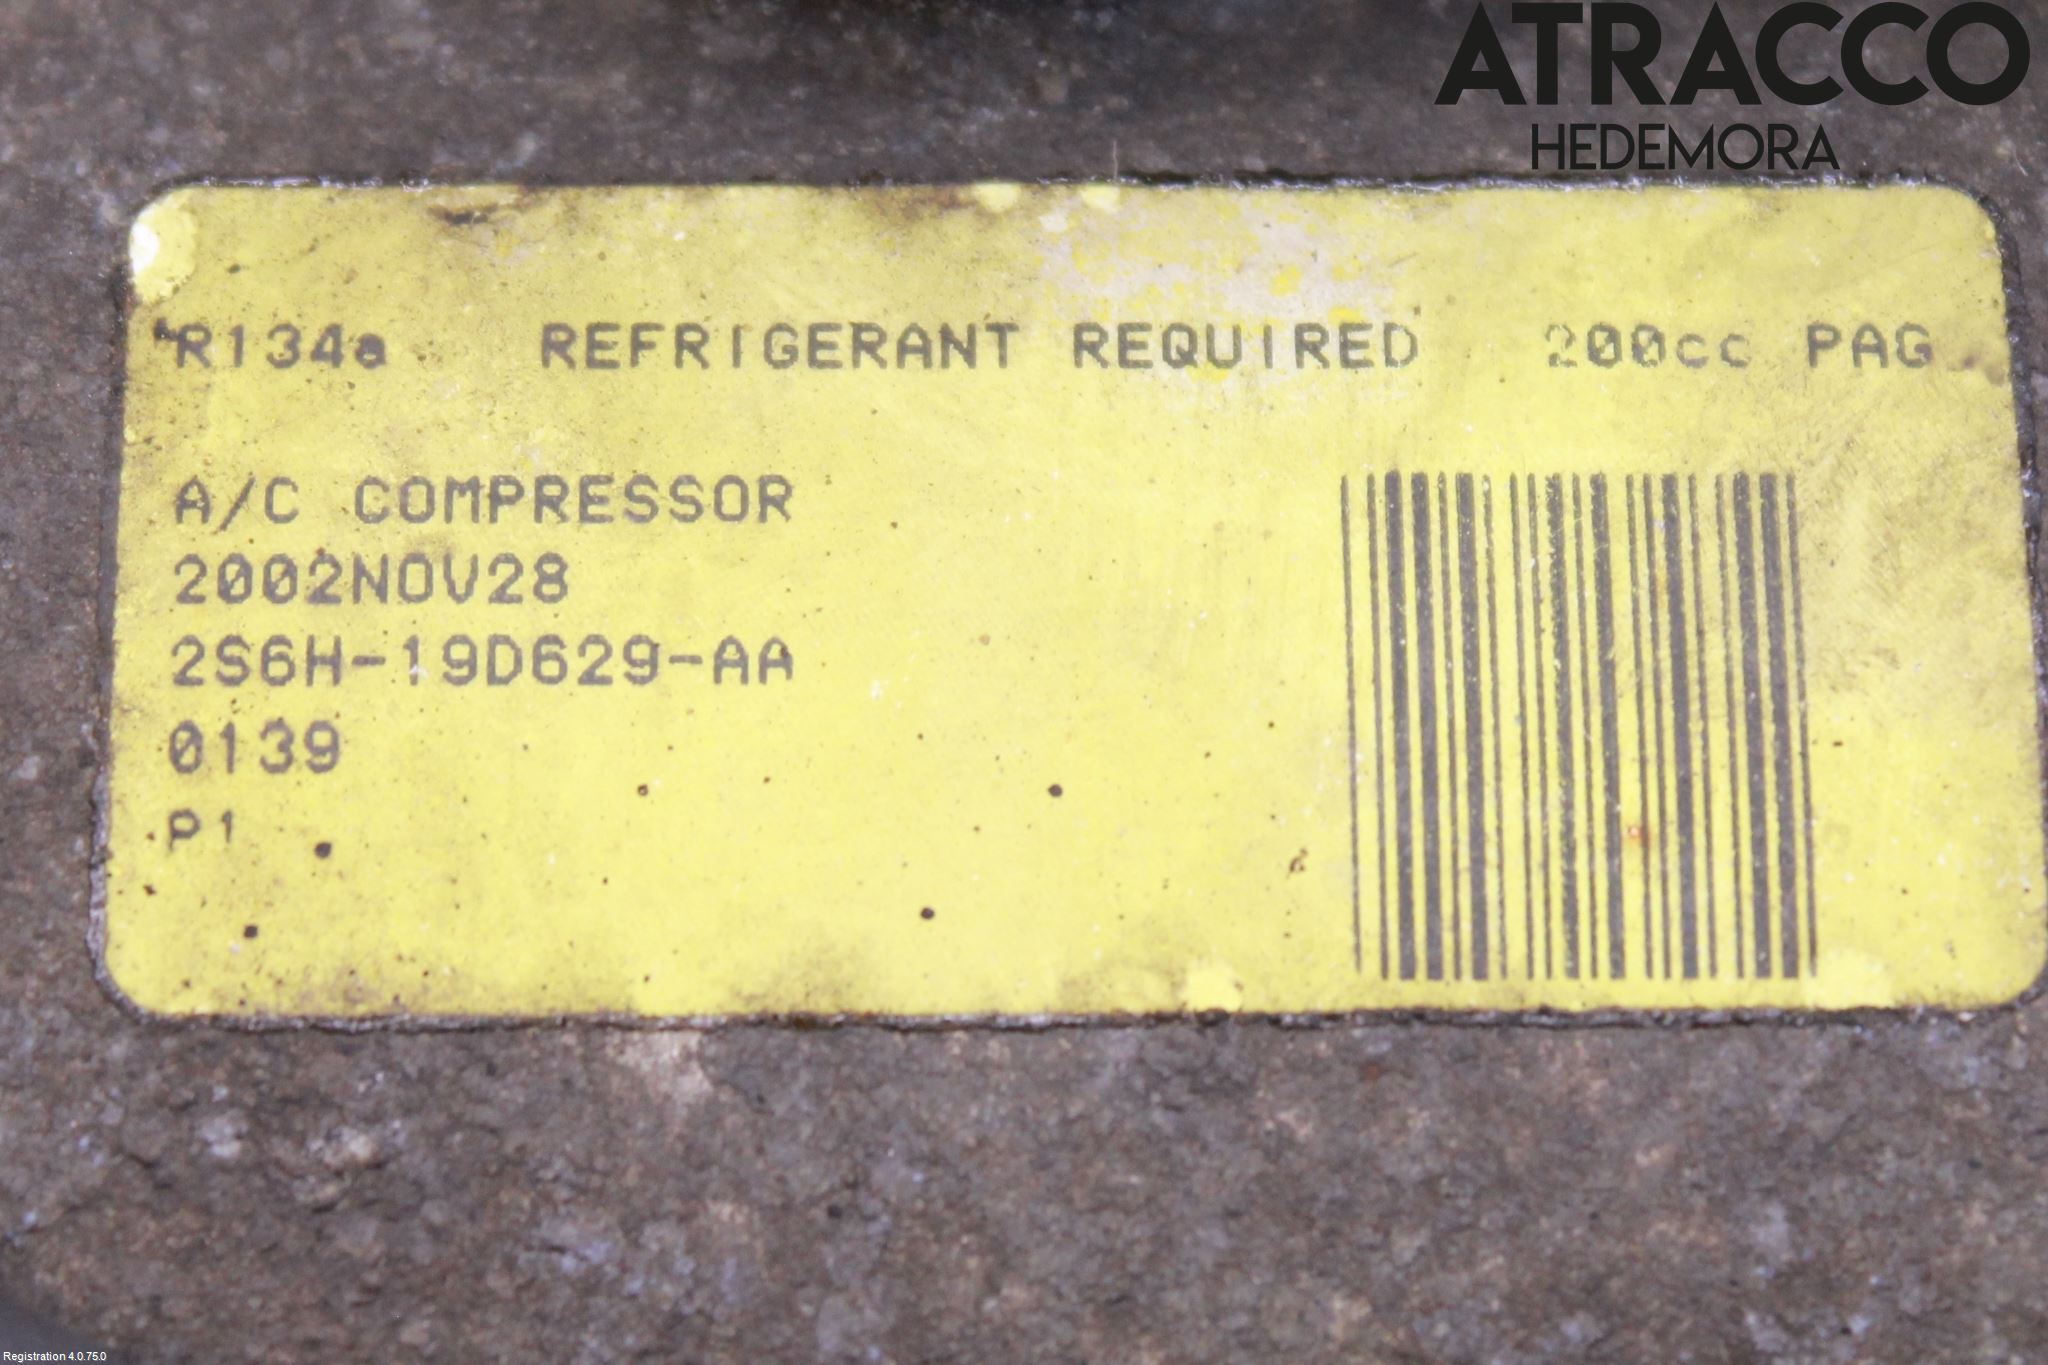 ATRACCO
HEDEMORA
R134a REFRIGERANT REQUIRED 200cc PAG
A/C COMPRESSOR
2002NOV28
2S6H-19D629-AA
0139
P1
Registration 4.0.75.0